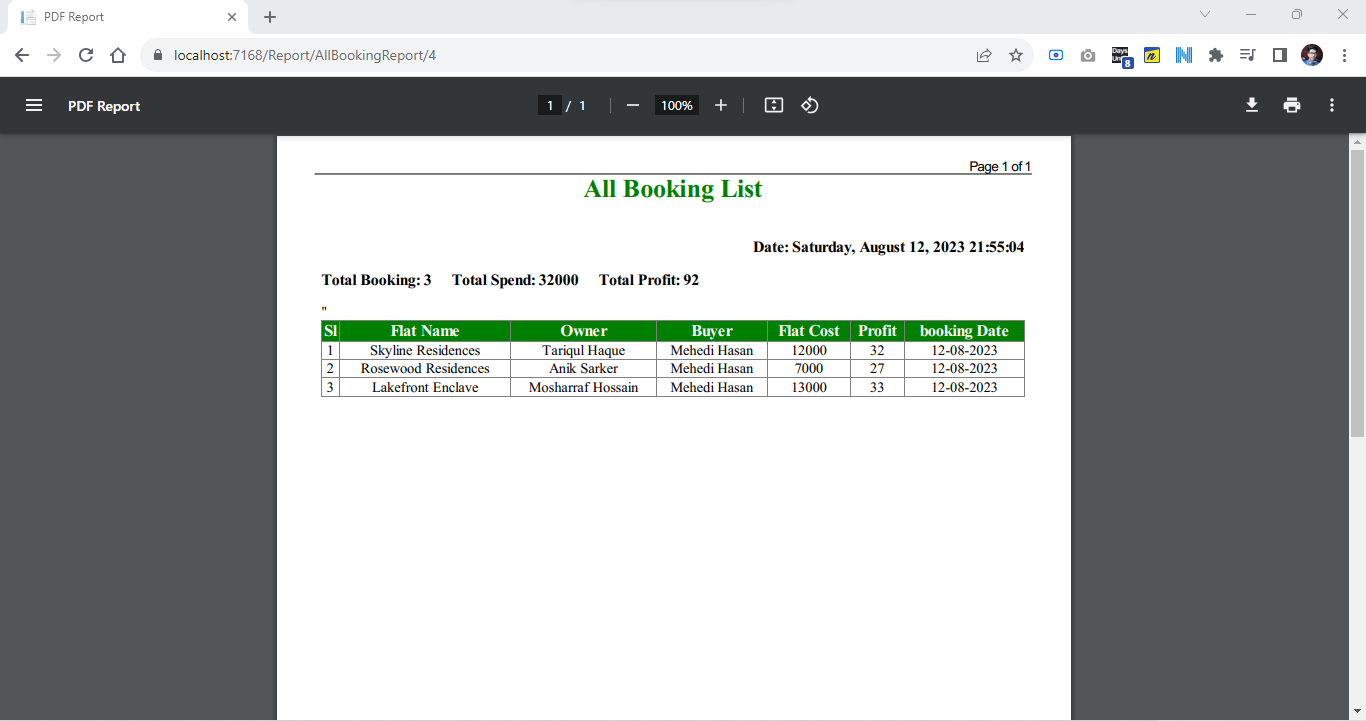 PDF Report
localhost:7168/Report/AllBookingReport/4
Days
8
n
N
PDF Report
1 / 1
100%
Page 1 of 1
All Booking List
Date: Saturday, August 12, 2023 21:55:04
Total Booking: 3 Total Spend: 32000 Total Profit: 92
"
Sl Flat Name Owner Buyer Flat Cost Profit booking Date
1 Skyline Residences Tariqul Haque Mehedi Hasan 12000 32 12-08-2023
2 Rosewood Residences Anik Sarker Mehedi Hasan 7000 27 12-08-2023
3 Lakefront Enclave Mosharraf Hossain Mehedi Hasan 13000 33 12-08-2023